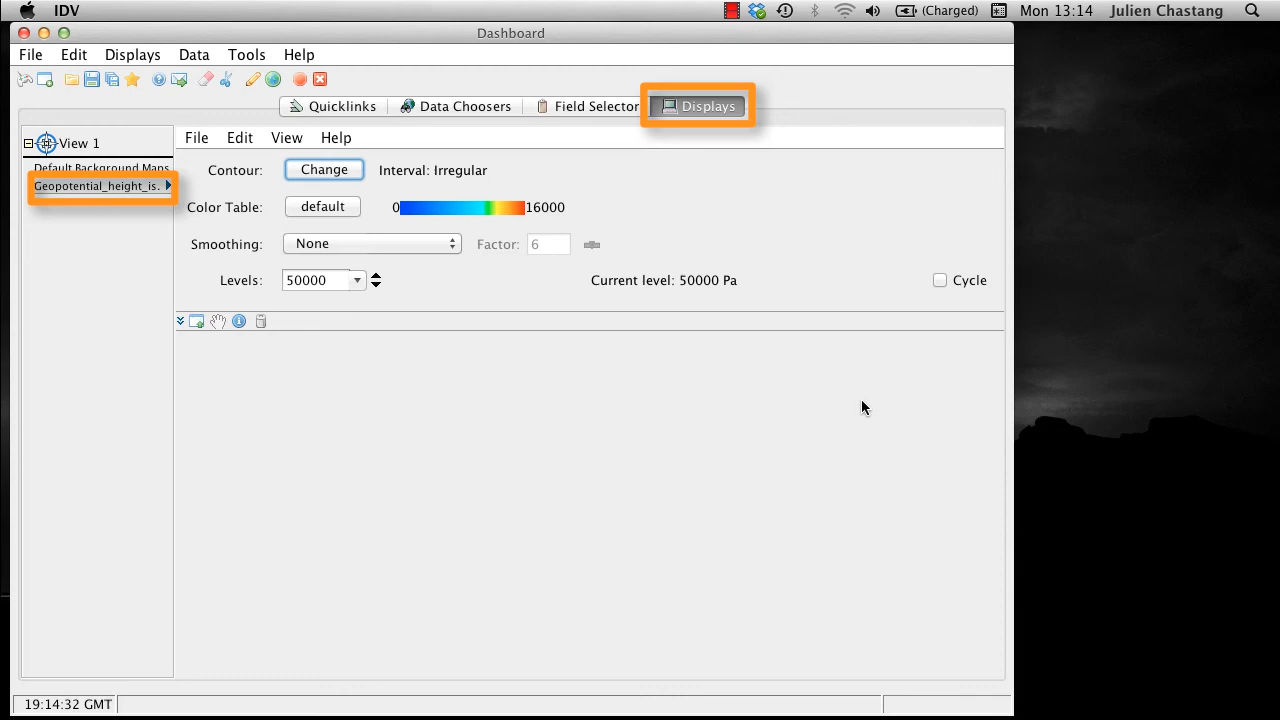 IDV (Charged) Mon 13:14 Julien Chastang
Dashboard
File Edit Displays Data Tools Help
Quicklinks Data Choosers Field Selector Displays
View 1
Default Background Maps
Geopotential_height_is.
File Edit View Help
Contour: Change Interval: Irregular
Color Table: default 0 16000
Smoothing: None Factor: 6
Levels: 50000 Current level: 50000 Pa Cycle
19:14:32 GMT